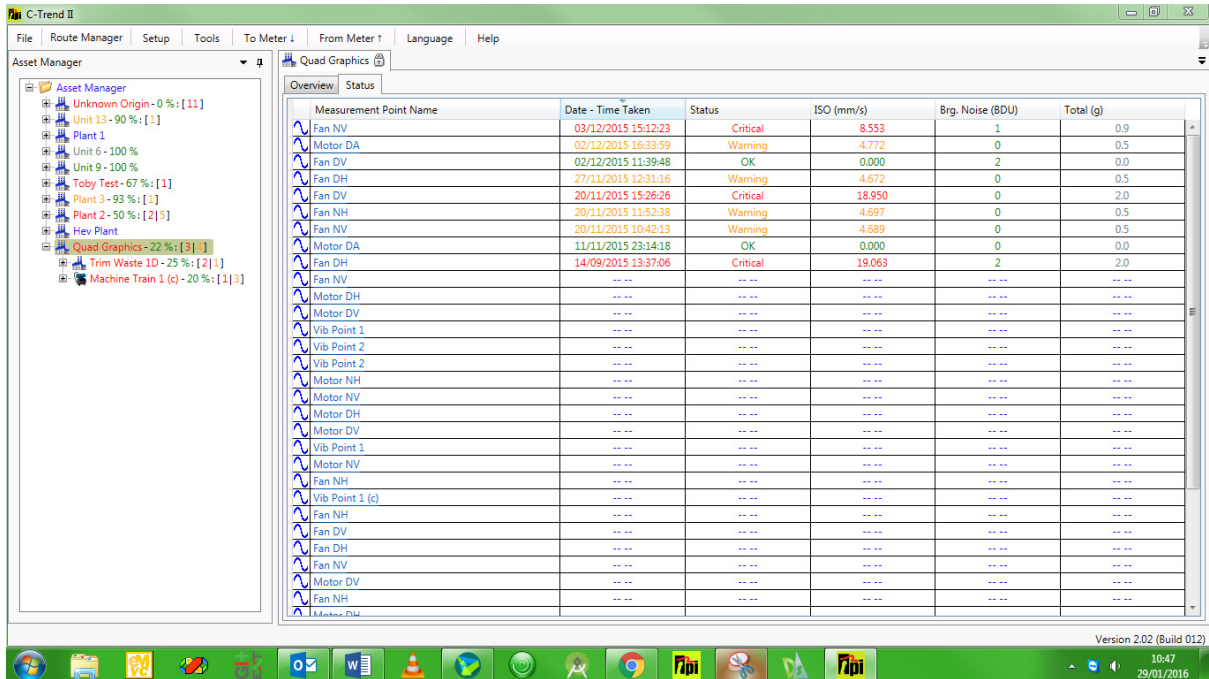 C-Trend II
File Route Manager Setup Tools To Meter ↓ From Meter ↑ Language Help
Asset Manager
Quad Graphics
Asset Manager
Unknown Origin - 0 % : [ 11 ]
Unit 13 - 90 % : [ 1 ]
Plant 1
Unit 6 - 100 %
Unit 9 - 100 %
Toby Test - 67 % : [ 1 ]
Plant 3 - 93 % : [ 1 ]
Plant 2 - 50 % : [ 2 | 5 ]
Hev Plant
Quad Graphics - 22 % : [ 3 | 4 ]
Trim Waste 1D - 25 % : [ 2 | 1 ]
Machine Train 1 (c) - 20 % : [ 1 | 3 ]
Overview Status
Measurement Point Name Date - Time Taken Status ISO (mm/s) Brg. Noise (BDU) Total (g)
Fan NV 03/12/2015 15:12:23 Critical 8.553 1 0.9
Motor DA 02/12/2015 16:33:59 Warning 4.772 0 0.5
Fan DV 02/12/2015 11:39:48 OK 0.000 2 0.0
Fan DH 27/11/2015 12:31:16 Warning 4.672 0 0.5
Fan DV 20/11/2015 15:26:26 Critical 18.950 0 2.0
Fan NH 20/11/2015 11:52:38 Warning 4.697 0 0.5
Fan NV 20/11/2015 10:42:13 Warning 4.689 0 0.5
Motor DA 11/11/2015 23:14:18 OK 0.000 0 0.0
Fan DH 14/09/2015 13:37:06 Critical 19.063 2 2.0
Fan NV -- -- -- -- -- -- -- -- -- --
Motor DH -- -- -- -- -- -- -- -- -- --
Motor DV -- -- -- -- -- -- -- -- -- --
Vib Point 1 -- -- -- -- -- -- -- -- -- --
Vib Point 2 -- -- -- -- -- -- -- -- -- --
Vib Point 2 -- -- -- -- -- -- -- -- -- --
Motor NH -- -- -- -- -- -- -- -- -- --
Motor NV -- -- -- -- -- -- -- -- -- --
Motor DH -- -- -- -- -- -- -- -- -- --
Motor DV -- -- -- -- -- -- -- -- -- --
Vib Point 1 -- -- -- -- -- -- -- -- -- --
Motor NV -- -- -- -- -- -- -- -- -- --
Fan NH -- -- -- -- -- -- -- -- -- --
Vib Point 1 (c) -- -- -- -- -- -- -- -- -- --
Fan NH -- -- -- -- -- -- -- -- -- --
Fan DV -- -- -- -- -- -- -- -- -- --
Fan DH -- -- -- -- -- -- -- -- -- --
Fan NV -- -- -- -- -- -- -- -- -- --
Motor DV -- -- -- -- -- -- -- -- -- --
Fan NH -- -- -- -- -- -- -- -- -- --
Motor DH
Version 2.02 (Build 012)
10:47
29/01/2016